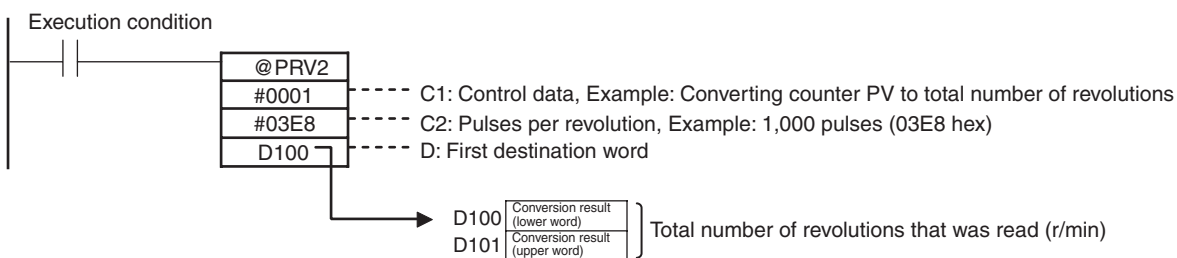 Execution condition
@PRV2
#0001
C1: Control data, Example: Converting counter PV to total number of revolutions
#03E8
C2: Pulses per revolution, Example: 1,000 pulses (03E8 hex)
D100
D: First destination word
D100
Conversion result
(lower word)
D101
Conversion result
(upper word)
Total number of revolutions that was read (r/min)